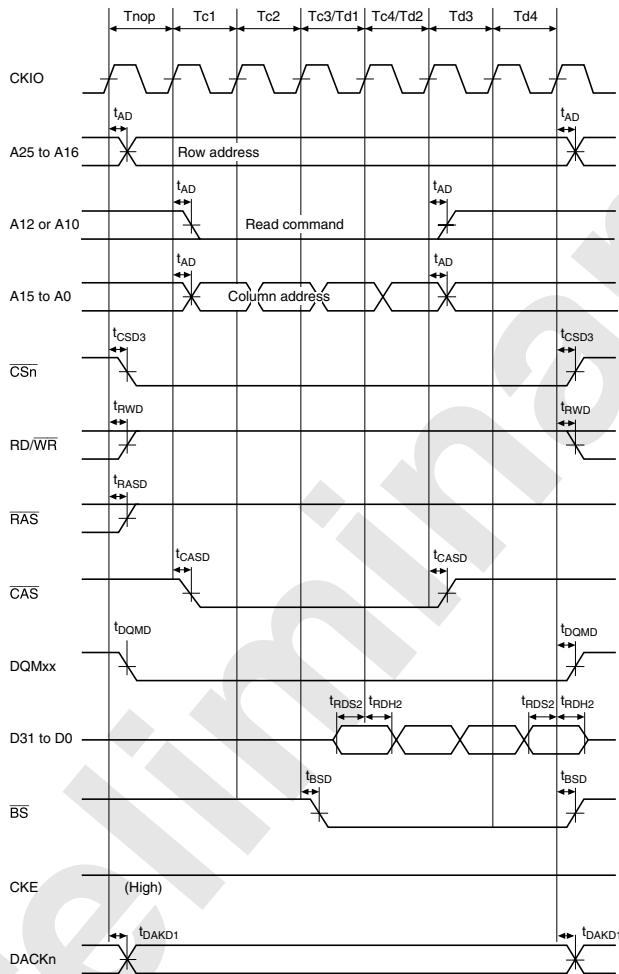 Tnop Tc1 Tc2 Tc3/Td1 Tc4/Td2 Td3 Td4
CKIO
tAD tAD
A25 to A16 Row address
tAD tAD
A12 or A10 Read command
tAD tAD
A15 to A0 Column address
tCSD3 tCSD3
CSn
tRWD tRWD
RD/WR
tRASD
RAS
tCASD tCASD
CAS
tDQMD tDQMD
DQMxx
tRDS2 tRDH2 tRDS2 tRDH2
D31 to D0
tBSD tBSD
BS
CKE (High)
tDAKD1 tDAKD1
DACKn